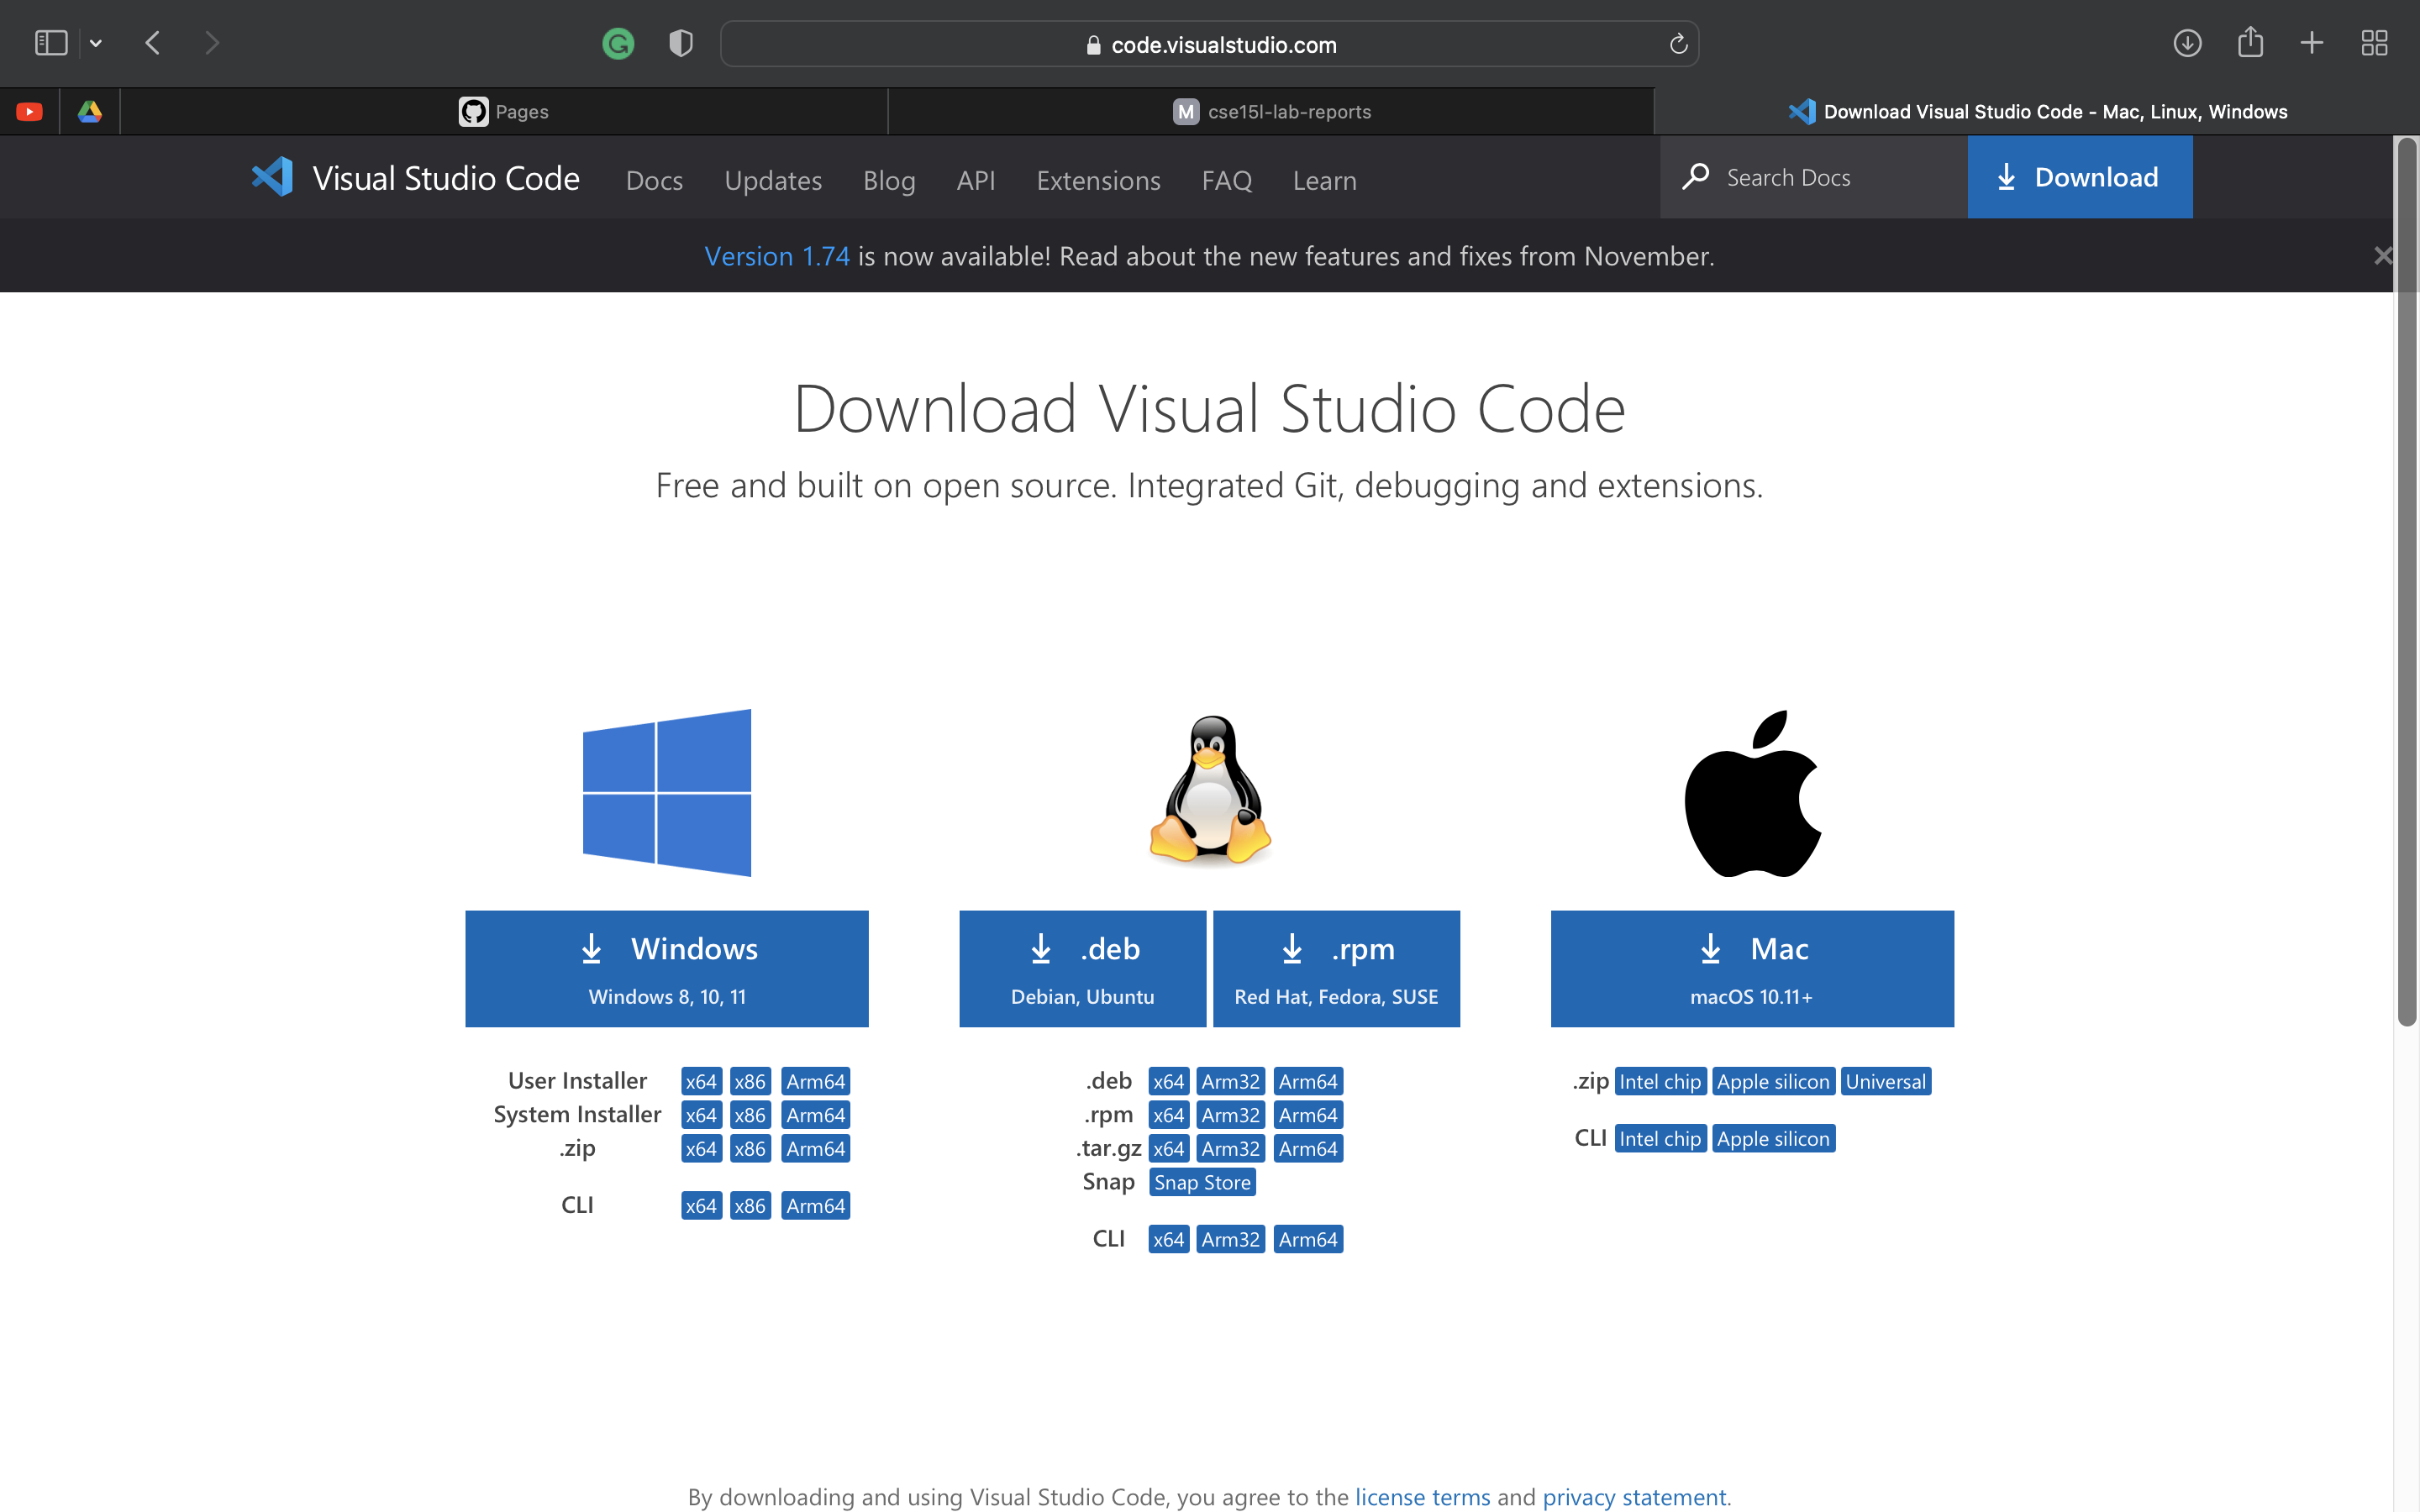 code.visualstudio.com
Pages
M cse15l-lab-reports
Download Visual Studio Code - Mac, Linux, Windows
Visual Studio Code Docs Updates Blog API Extensions FAQ Learn Search Docs Download
Version 1.74 is now available! Read about the new features and fixes from November.
Download Visual Studio Code
Free and built on open source. Integrated Git, debugging and extensions.
Windows
Windows 8, 10, 11
User Installer x64 x86 Arm64
System Installer x64 x86 Arm64
.zip x64 x86 Arm64
CLI x64 x86 Arm64
.deb
Debian, Ubuntu
.rpm
Red Hat, Fedora, SUSE
.deb x64 Arm32 Arm64
.rpm x64 Arm32 Arm64
.tar.gz x64 Arm32 Arm64
Snap Snap Store
CLI x64 Arm32 Arm64
Mac
macOS 10.11+
.zip Intel chip Apple silicon Universal
CLI Intel chip Apple silicon
By downloading and using Visual Studio Code, you agree to the license terms and privacy statement.